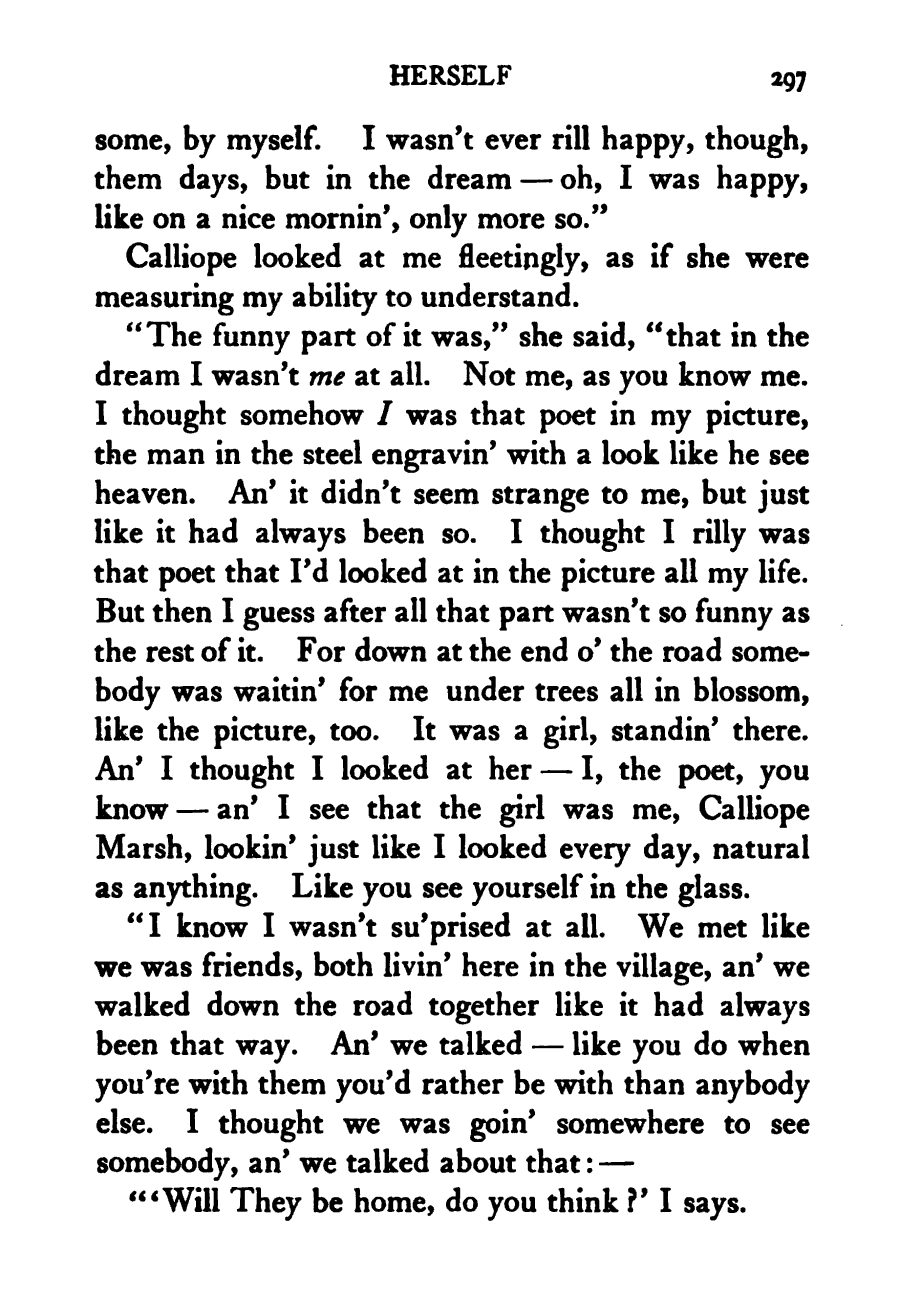 HERSELF 297
some, by myself. I wasn't ever rill happy, though,
them days, but in the dream — oh, I was happy,
like on a nice mornin', only more so."
Calliope looked at me fleetingly, as if she were
measuring my ability to understand.
"The funny part of it was," she said, "that in the
dream I wasn't me at all. Not me, as you know me.
I thought somehow I was that poet in my picture,
the man in the steel engravin' with a look like he see
heaven. An' it didn't seem strange to me, but just
like it had always been so. I thought I rilly was
that poet that I'd looked at in the picture all my life.
But then I guess after all that part wasn't so funny as
the rest of it. For down at the end o' the road some-
body was waitin' for me under trees all in blossom,
like the picture, too. It was a girl, standin' there.
An' I thought I looked at her — I, the poet, you
know — an' I see that the girl was me, Calliope
Marsh, lookin' just like I looked every day, natural
as anything. Like you see yourself in the glass.
"I know I wasn't su'prised at all. We met like
we was friends, both livin' here in the village, an' we
walked down the road together like it had always
been that way. An' we talked — like you do when
you're with them you'd rather be with than anybody
else. I thought we was goin' somewhere to see
somebody, an' we talked about that: —
"'Will They be home, do you think?' I says.